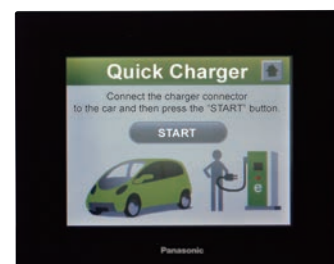 Quick Charger
Connect the charger connector
to the car and then press the "START" button.
START
e
Panasonic